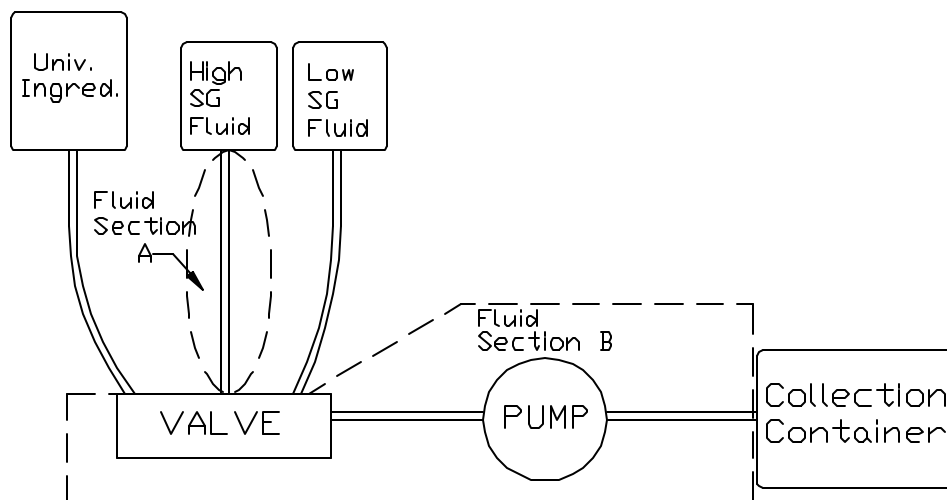 Univ.
Ingred.
High
SG
Fluid
Low
SG
Fluid
Fluid
Section
A
Fluid
Section B
VALVE
PUMP
Collection
Container